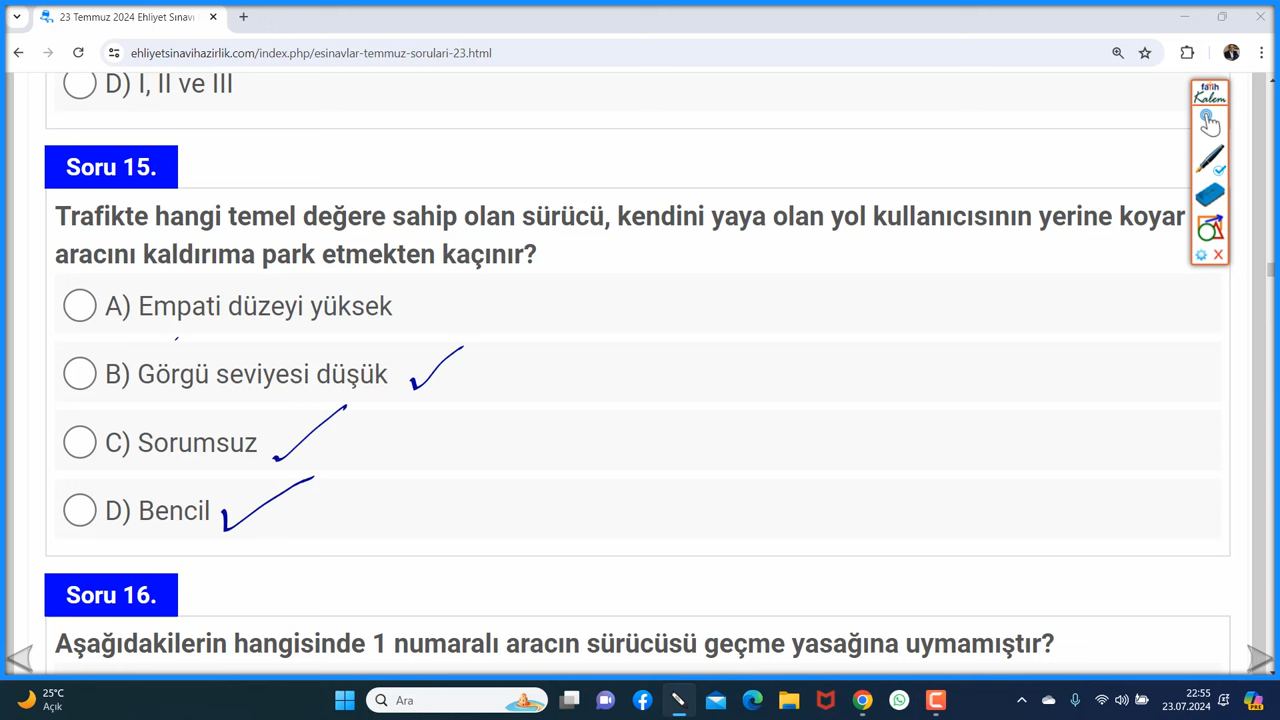 23 Temmuz 2024 Ehliyet Sınavı
ehliyetsinavihazirlik.com/index.php/esinavlar-temmuz-sorulari-23.html
D) I, II ve III
fatih
Kalem
Soru 15.
Trafikte hangi temel değere sahip olan sürücü, kendini yaya olan yol kullanıcısının yerine koyar
aracını kaldırıma park etmekten kaçınır?
A) Empati düzeyi yüksek
B) Görgü seviyesi düşük
C) Sorumsuz
D) Bencil
Soru 16.
Aşağıdakilerin hangisinde 1 numaralı aracın sürücüsü geçme yasağına uymamıştır?
25°C
Açık
Ara
22:55
23.07.2024
PRE